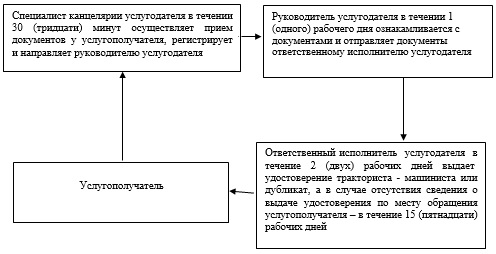 Специалист канцелярии услугодателя в течении
30 (тридцати) минут осуществляет прием
документов у услугополучателя, регистрирует
и направляет руководителю услугодателя
Руководитель услугодателя в течении 1
(одного) рабочего дня ознакамливается с
документами и отправляет документы
ответственному исполнителю услугодателя
Ответственный исполнитель услугодателя в
течение 2 (двух) рабочих дней выдает
удостоверение тракториста - машиниста или
дубликат, а в случае отсутствия сведения о
выдаче удостоверения по месту обращения
услугополучателя – в течение 15 (пятнадцати)
рабочих дней
Услугополучатель